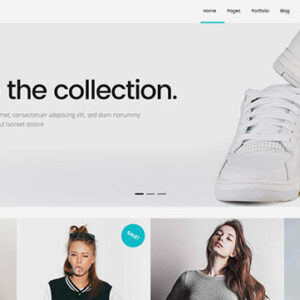 Home Pages Portfolio Blog
the collection.
met, consectetuer adipiscing elit, sed diam nonummy
ut laoreet dolore
SALE!